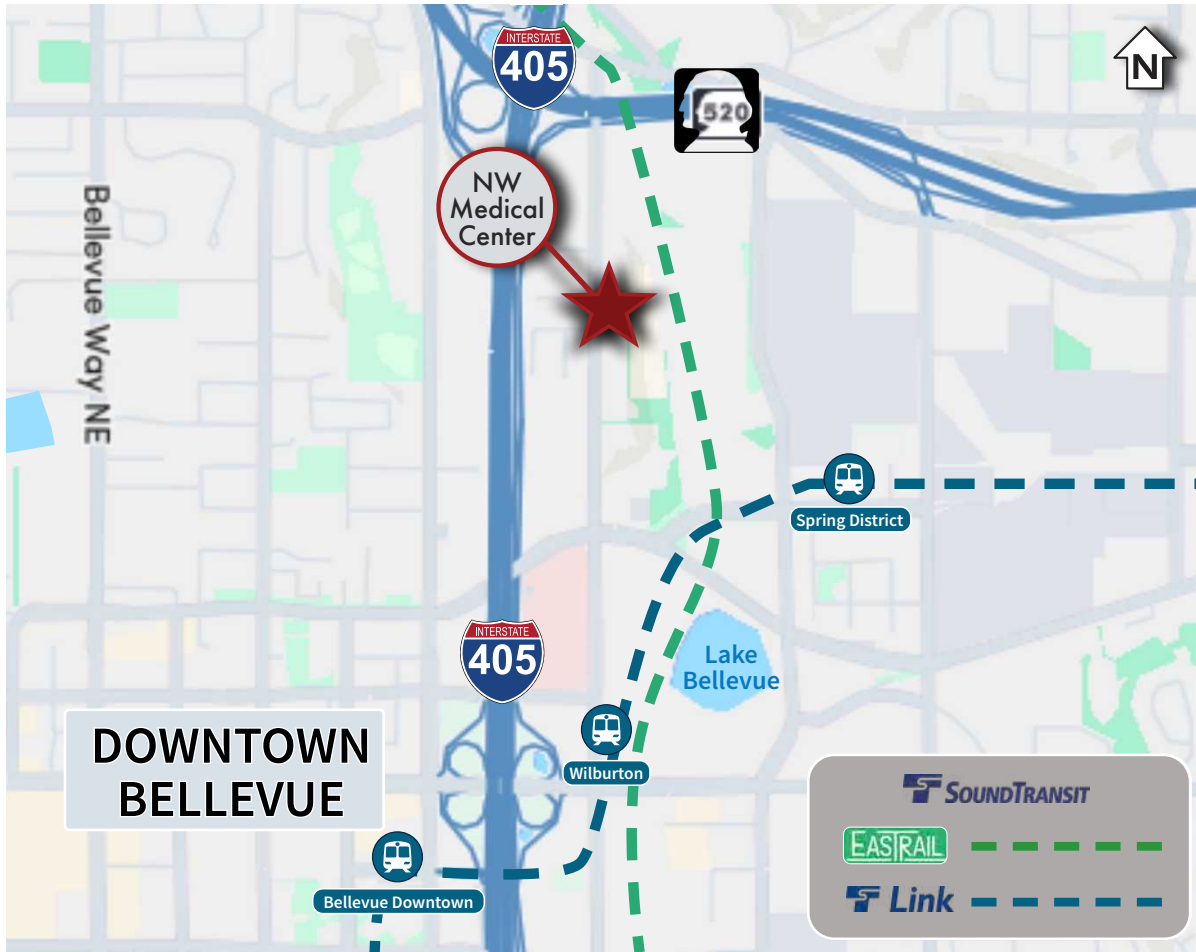 INTERSTATE
405
520
N
NW
Medical
Center
Bellevue Way NE
Spring District
INTERSTATE
405
Lake
Bellevue
Wilburton
DOWNTOWN
BELLEVUE
Bellevue Downtown
SOUNDTRANSIT
EASTRAIL
Link